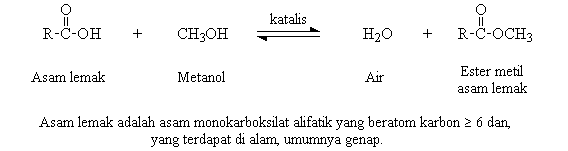 O O
R-C-OH + CH3OH katalis H2O + R-C-OCH3
Asam lemak Metanol Air Ester metil
asam lemak
Asam lemak adalah asam monokarboksilat alifatik yang beratom karbon ≥ 6 dan,
yang terdapat di alam, umumnya genap.